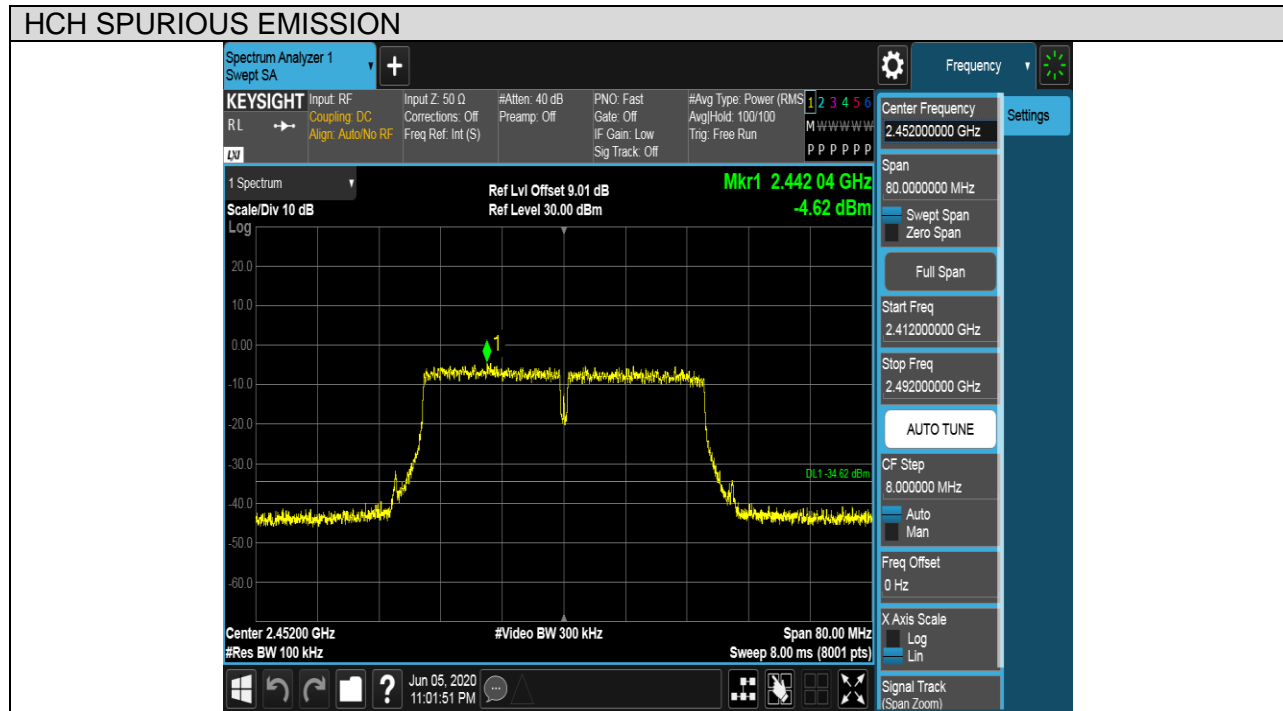 HCH SPURIOUS EMISSION
Spectrum Analyzer 1
Swept SA
+
Frequency
KEYSIGHT
RL
LXI
Input: RF
Coupling: DC
Align: Auto/No RF
Input Z: 50 Ω
Corrections: Off
Freq Ref: Int (S)
#Atten: 40 dB
Preamp: Off
PNO: Fast
Gate: Off
IF Gain: Low
Sig Track: Off
#Avg Type: Power (RMS
Avg|Hold: 100/100
Trig: Free Run
1 2 3 4 5 6
M W W W W W
P P P P P P
1 Spectrum
Scale/Div 10 dB
Log
Ref Lvl Offset 9.01 dB
Ref Level 30.00 dBm
Mkr1 2.442 04 GHz
-4.62 dBm
20.0
10.0
0.00
-10.0
-20.0
-30.0
-40.0
-50.0
-60.0
1
DL1 -34.62 dBm
Center 2.45200 GHz
#Res BW 100 kHz
#Video BW 300 kHz
Span 80.00 MHz
Sweep 8.00 ms (8001 pts)
?
Jun 05, 2020
11:01:51 PM
Center Frequency
2.452000000 GHz
Settings
Span
80.0000000 MHz
Swept Span
Zero Span
Full Span
Start Freq
2.412000000 GHz
Stop Freq
2.492000000 GHz
AUTO TUNE
CF Step
8.000000 MHz
Auto
Man
Freq Offset
0 Hz
X Axis Scale
Log
Lin
Signal Track
(Span Zoom)